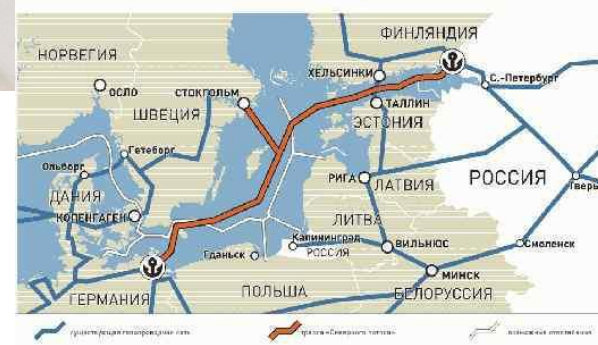 ФИНЛЯНДИЯ
НОРВЕГИЯ
ХЕЛЬСИНКИ
С.-Петербург
ОСЛО
СТОКГОЛЬМ
ТАЛЛИН
ШВЕЦИЯ
ЭСТОНИЯ
Гетеборг
Ольборг
РИГА
ЛАТВИЯ
РОССИЯ
Тверь
ДАНИЯ
КОПЕНГАГЕН
ЛИТВА
Калининград
РОССИЯ
ВИЛЬНЮС
Смоленск
Гданьск
МИНСК
ГЕРМАНИЯ
ПОЛЬША
БЕЛОРУССИЯ